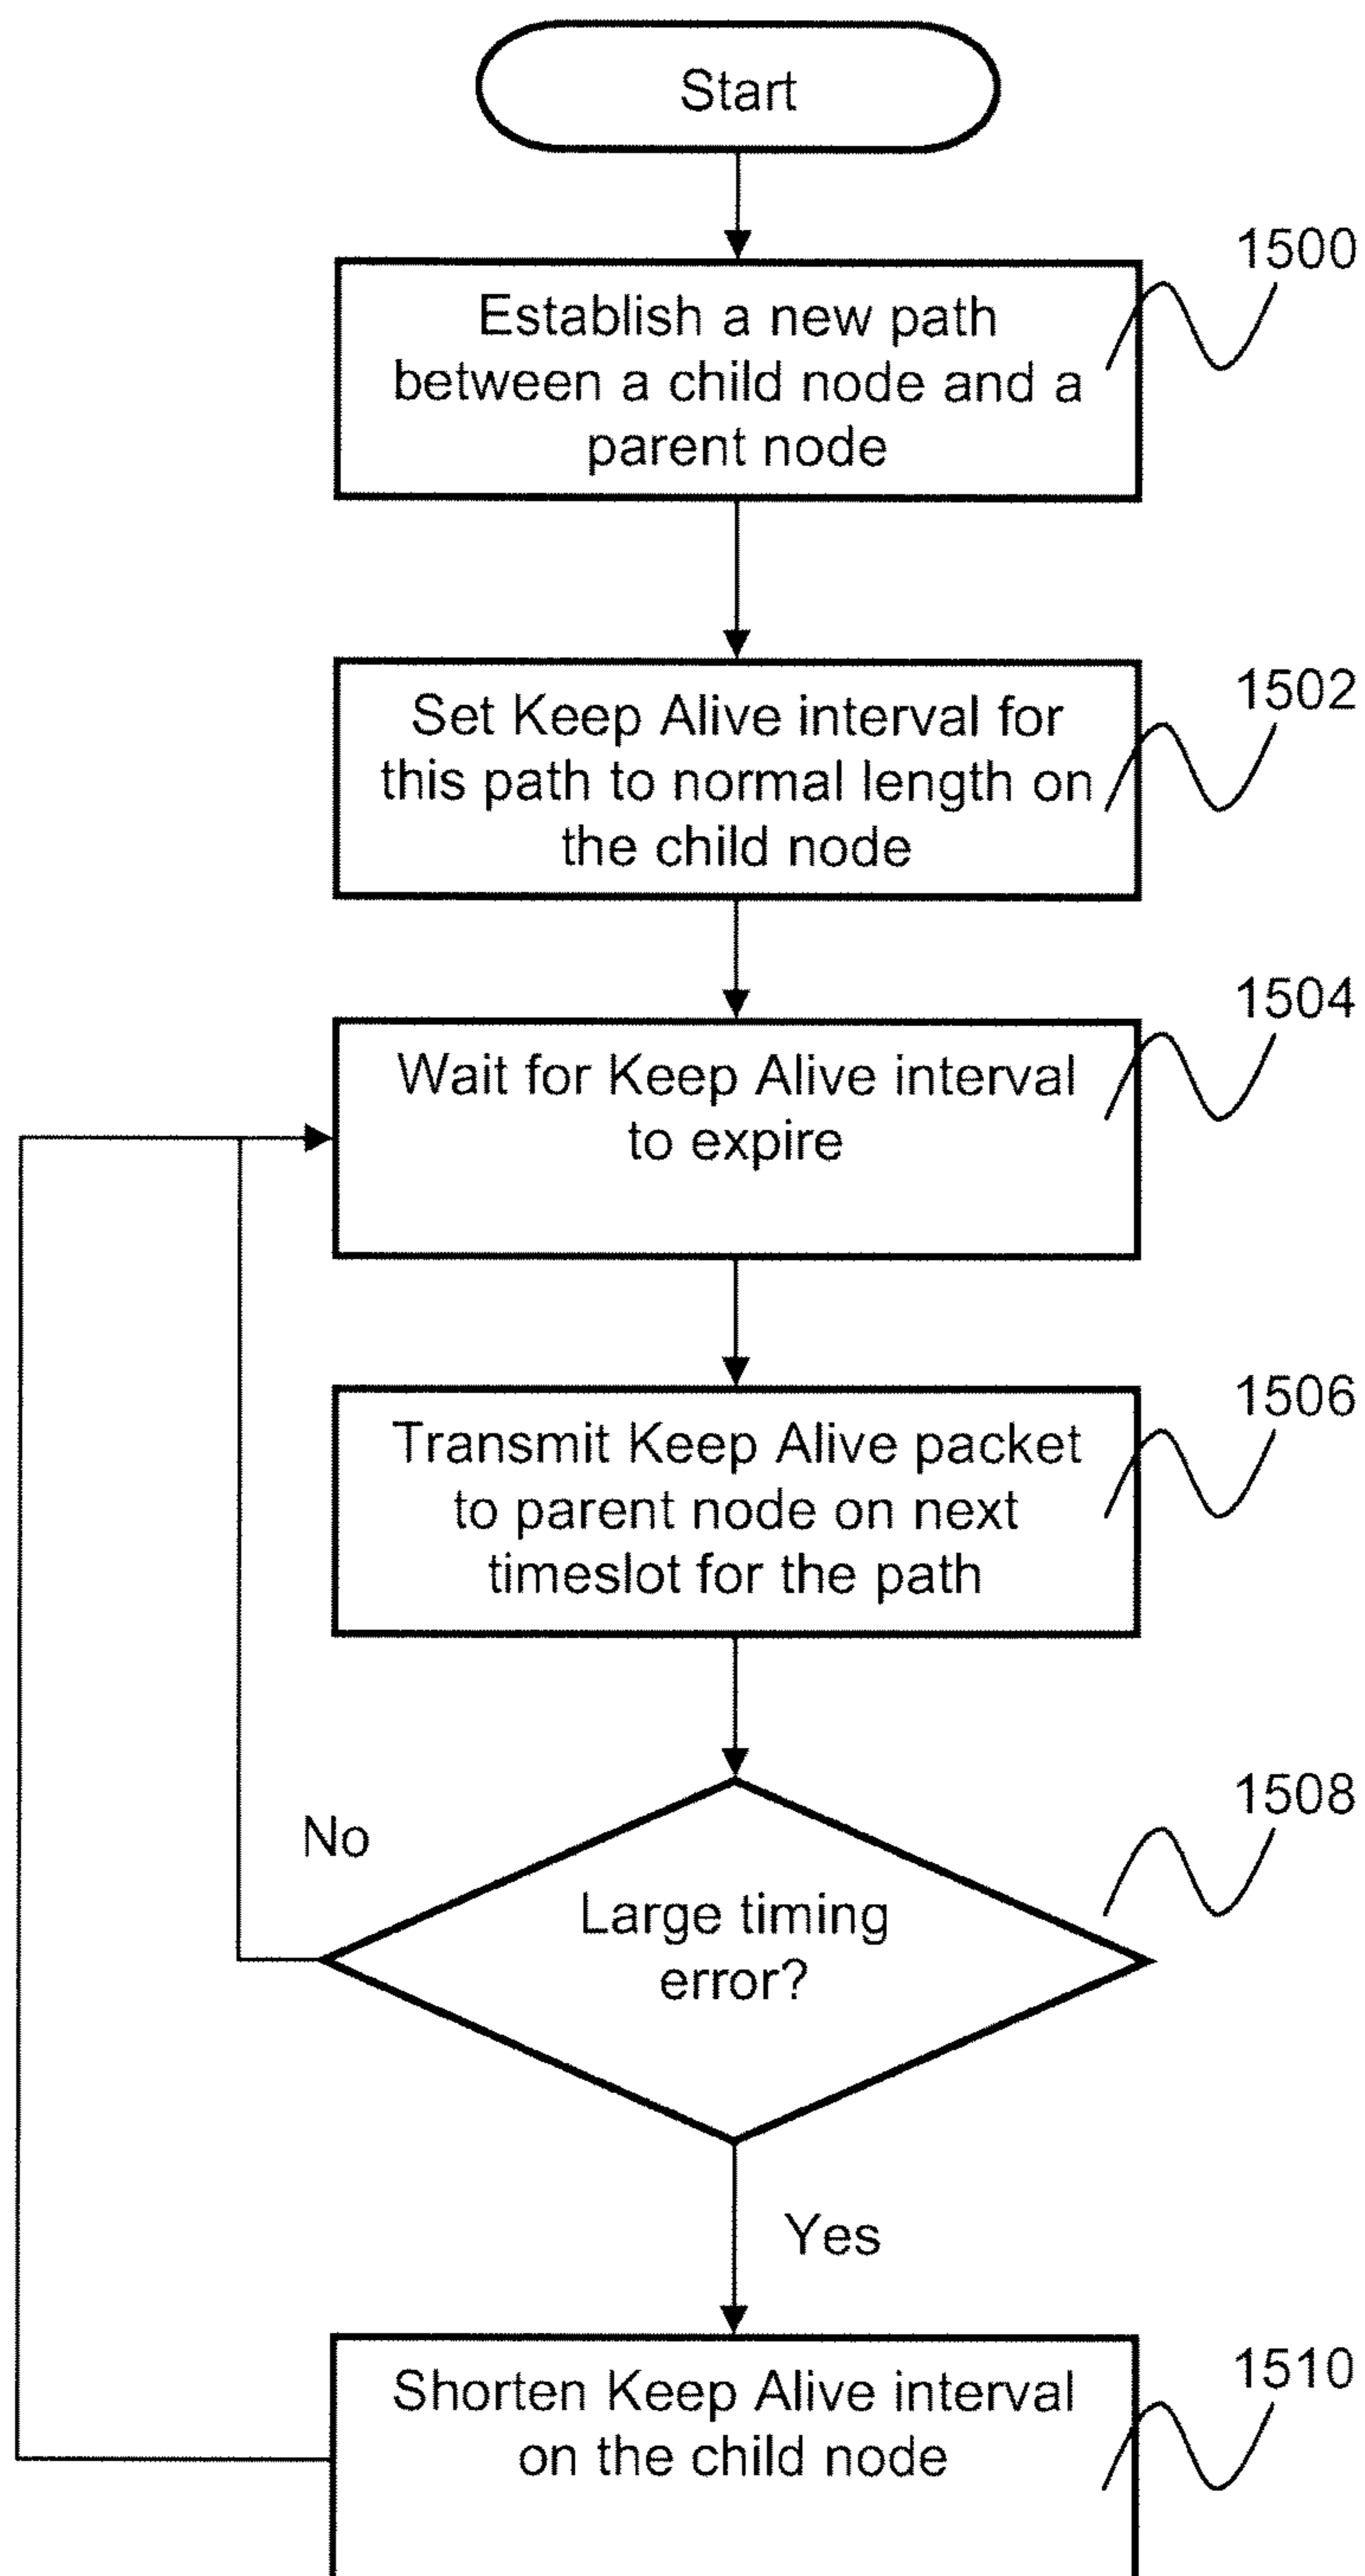 Start
1500
Establish a new path
between a child node and a
parent node
1502
Set Keep Alive interval for
this path to normal length on
the child node
1504
Wait for Keep Alive interval
to expire
1506
Transmit Keep Alive packet
to parent node on next
timeslot for the path
1508
No
Large timing
error?
Yes
1510
Shorten Keep Alive interval
on the child node